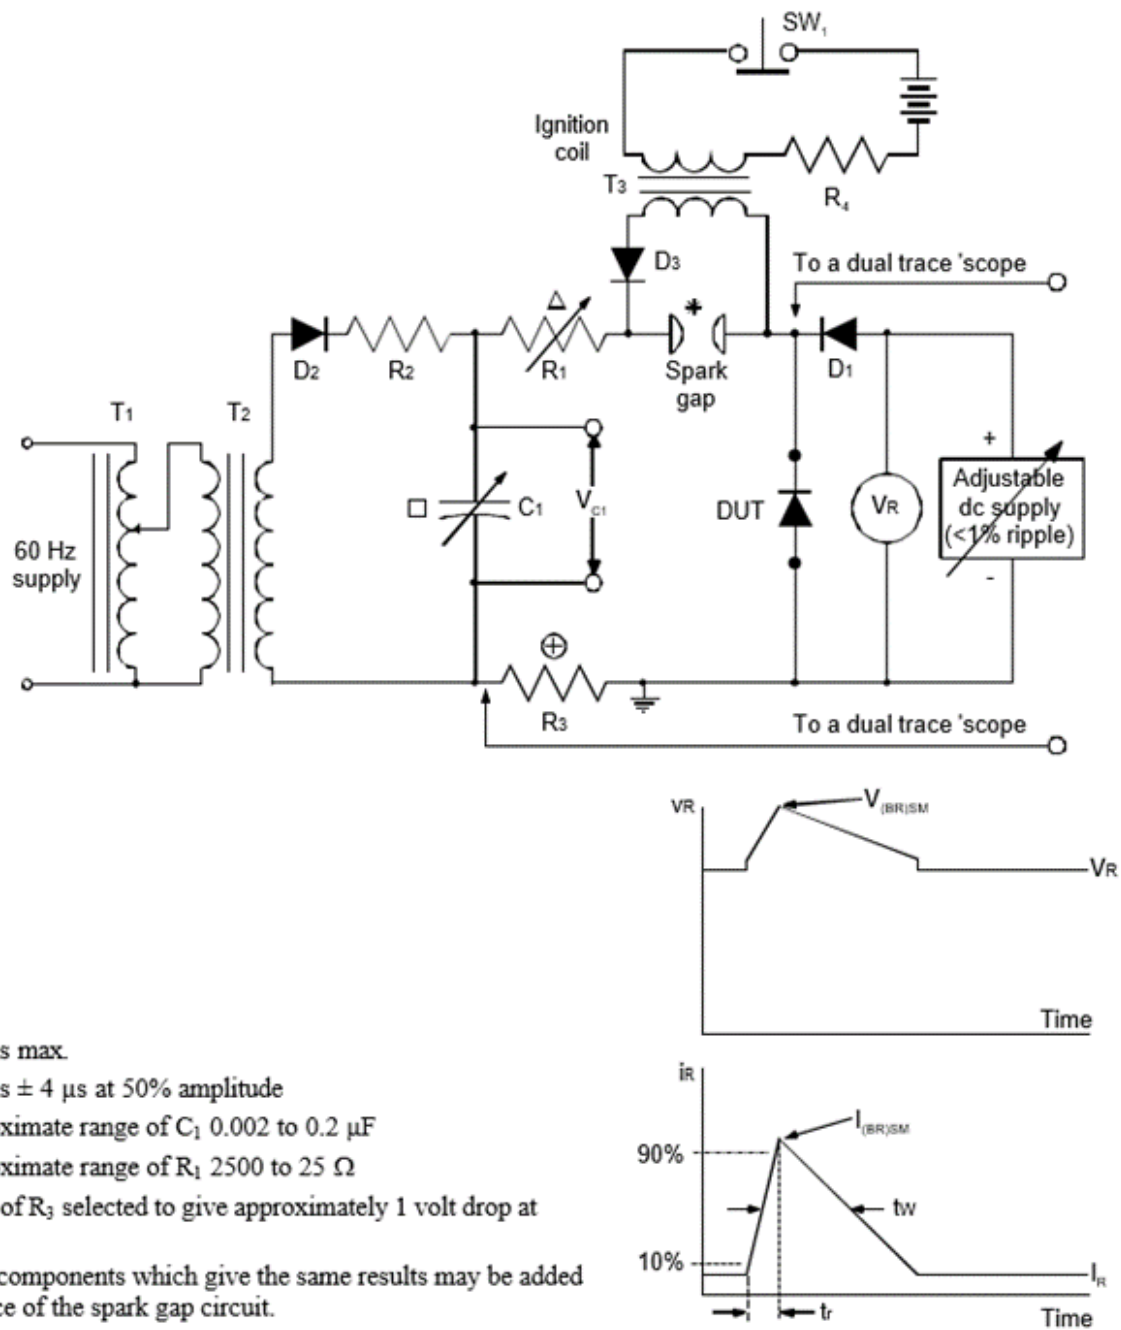 SW1
Ignition
coil
T3
R4
D3
To a dual trace 'scope
Δ
*
D2
R2
R1
Spark
gap
D1
T1
T2
+
60 Hz
supply
□
C1
VC1
DUT
VR
Adjustable
dc supply
(<1% ripple)
-
⊕
R3
To a dual trace 'scope
VR
V(BR)SM
VR
Time
s max.
s ± 4 µs at 50% amplitude
ximate range of C1 0.002 to 0.2 µF
ximate range of R1 2500 to 25 Ω
of R3 selected to give approximately 1 volt drop at
components which give the same results may be added
ce of the spark gap circuit.
iR
I(BR)SM
90%
tw
10%
IR
tr
Time